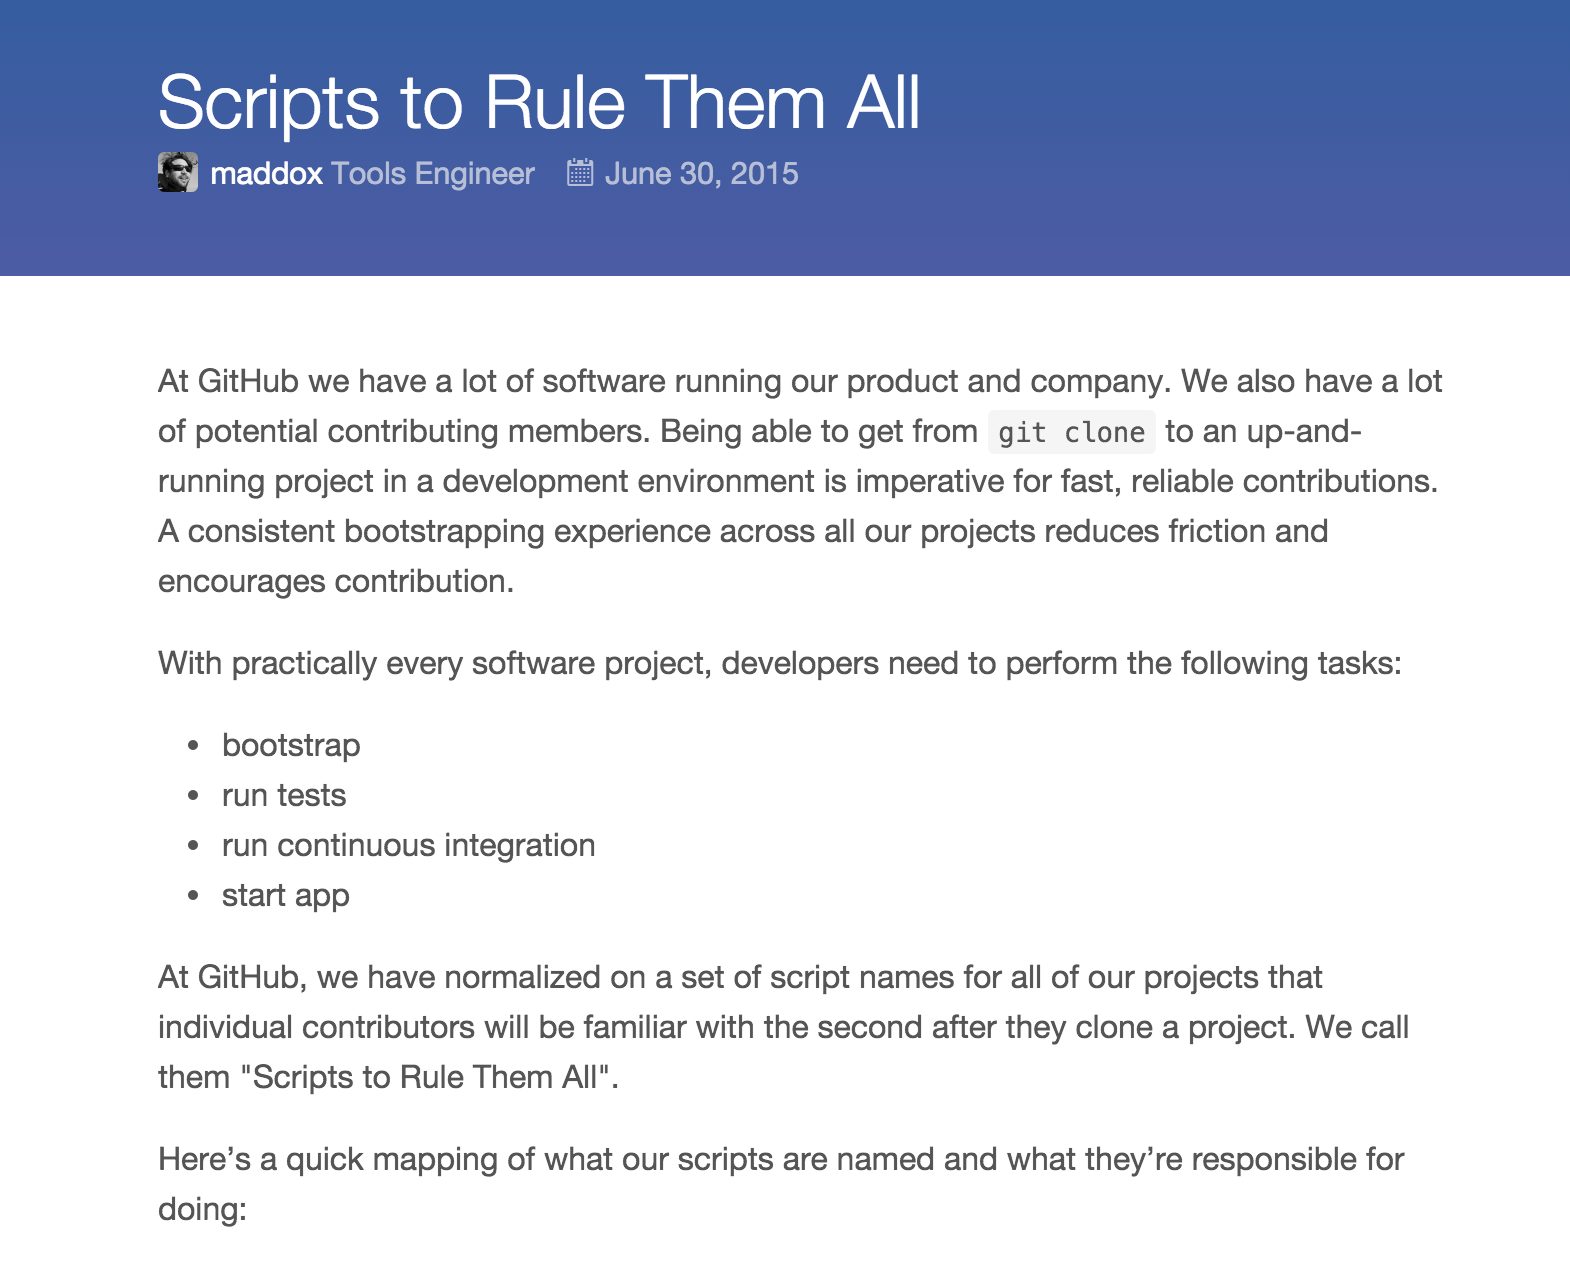 Scripts to Rule Them All
maddox Tools Engineer June 30, 2015
At GitHub we have a lot of software running our product and company. We also have a lot
of potential contributing members. Being able to get from git clone to an up-and-
running project in a development environment is imperative for fast, reliable contributions.
A consistent bootstrapping experience across all our projects reduces friction and
encourages contribution.
With practically every software project, developers need to perform the following tasks:
• bootstrap
• run tests
• run continuous integration
• start app
At GitHub, we have normalized on a set of script names for all of our projects that
individual contributors will be familiar with the second after they clone a project. We call
them "Scripts to Rule Them All".
Here’s a quick mapping of what our scripts are named and what they’re responsible for
doing: